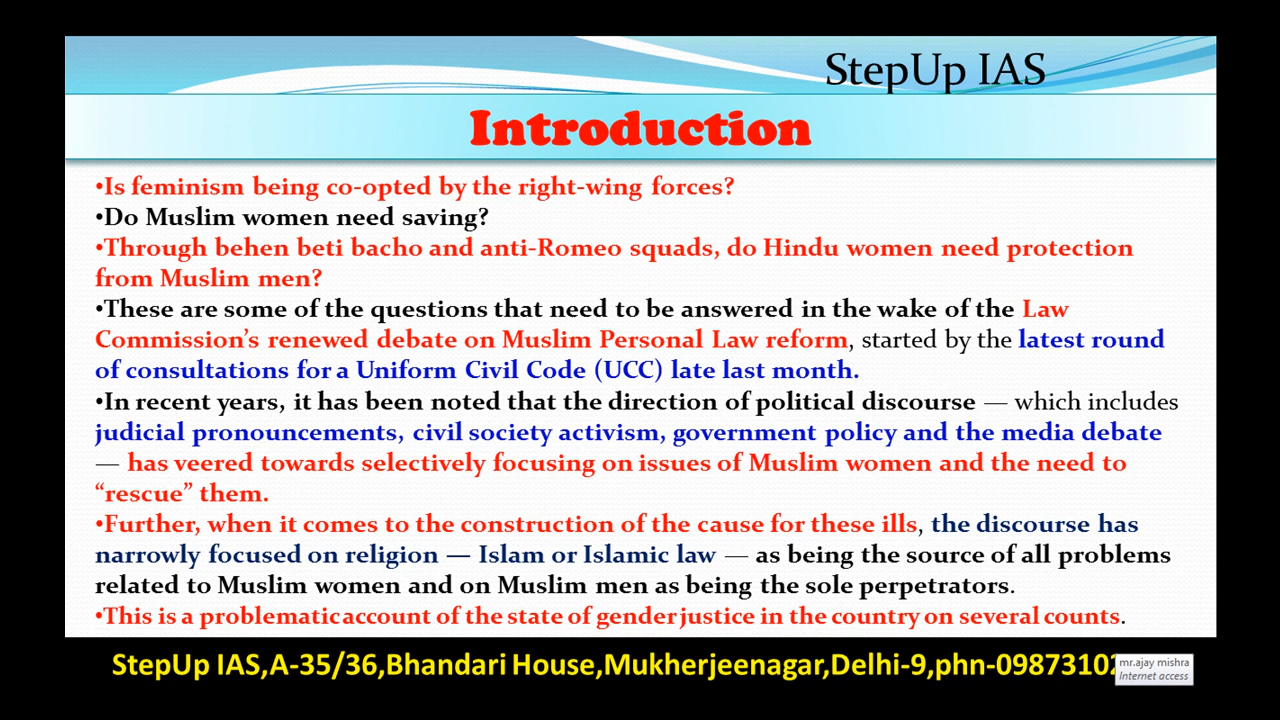 StepUp IAS
Introduction
•Is feminism being co-opted by the right-wing forces?
•Do Muslim women need saving?
•Through behen beti bacho and anti-Romeo squads, do Hindu women need protection
from Muslim men?
•These are some of the questions that need to be answered in the wake of the Law
Commission’s renewed debate on Muslim Personal Law reform, started by the latest round
of consultations for a Uniform Civil Code (UCC) late last month.
•In recent years, it has been noted that the direction of political discourse — which includes
judicial pronouncements, civil society activism, government policy and the media debate
— has veered towards selectively focusing on issues of Muslim women and the need to
“rescue” them.
•Further, when it comes to the construction of the cause for these ills, the discourse has
narrowly focused on religion — Islam or Islamic law — as being the source of all problems
related to Muslim women and on Muslim men as being the sole perpetrators.
•This is a problematic account of the state of gender justice in the country on several counts.
StepUp IAS,A-35/36,Bhandari House,Mukherjeenagar,Delhi-9,phn-09873102
mr.ajay mishra
Internet access